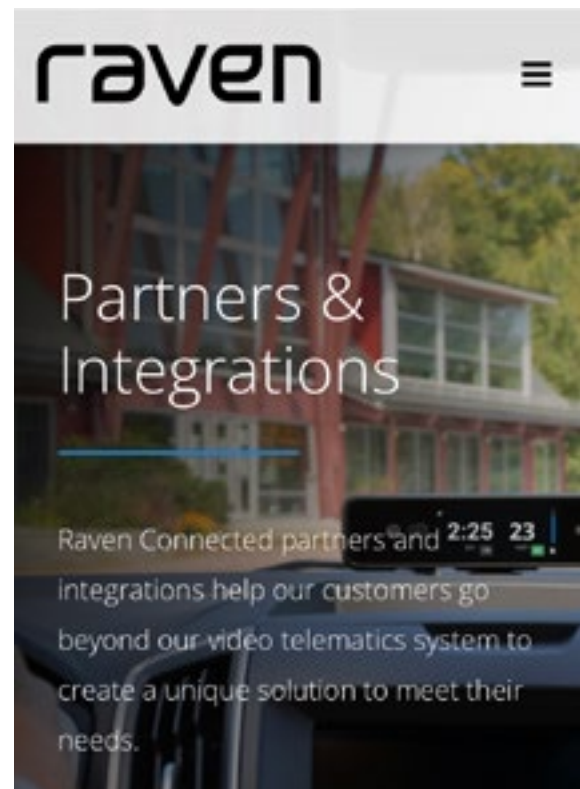 raven
Partners &
Integrations
2:25 23
Raven Connected partners and
integrations help our customers go
beyond our video telematics system to
create a unique solution to meet their
needs.